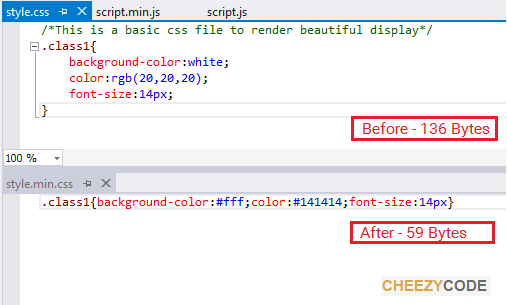 style.css script.min.js script.js
/*This is a basic css file to render beautiful display*/
.class1{
background-color:white;
color:rgb(20,20,20);
font-size:14px;
}
Before - 136 Bytes
100 %
style.min.css
.class1{background-color:#fff;color:#141414;font-size:14px}
After - 59 Bytes
CHEEZYCODE